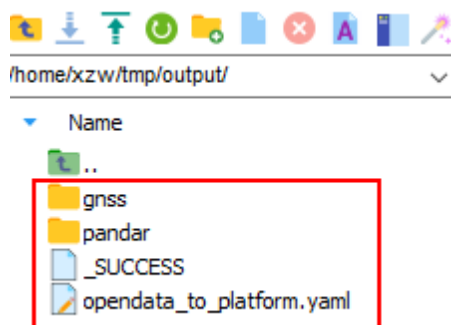 A
/home/xzw/tmp/output/
Name
..
gnss
pandar
_SUCCESS
opendata_to_platform.yaml